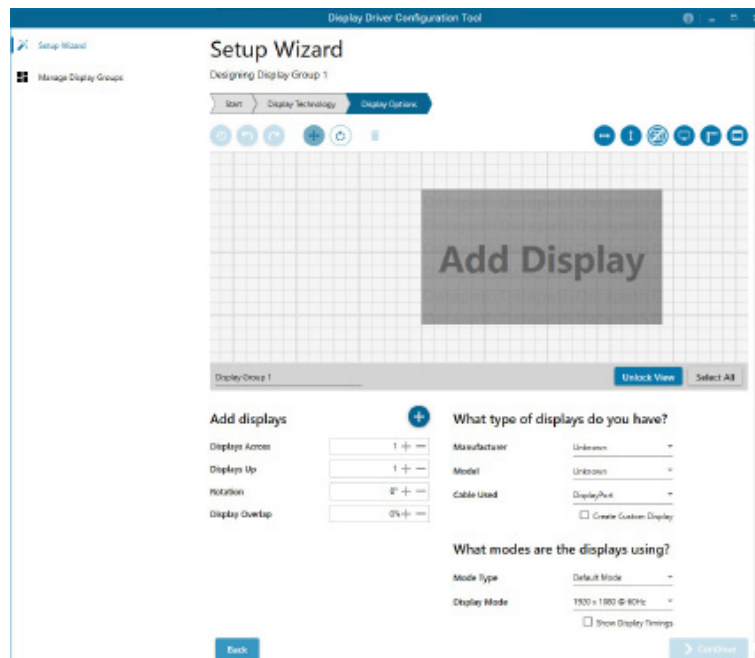 Display Driver Configuration Tool
Setup Wizard
Manage Display Groups
Setup Wizard
Designing Display Group 1
Start
Display Technology
Display Options
Add Display
Display Group 1
Unlock View
Select All
Add displays
Displays Across 1
Displays Up 1
Rotation 0°
Display Overlap 0%
What type of displays do you have?
Manufacturer Unknown
Model Unknown
Cable Used DisplayPort
Create Custom Display
What modes are the displays using?
Mode Type Default Mode
Display Mode 1920 x 1080 @ 60Hz
Show Display Timings
Back
Continue